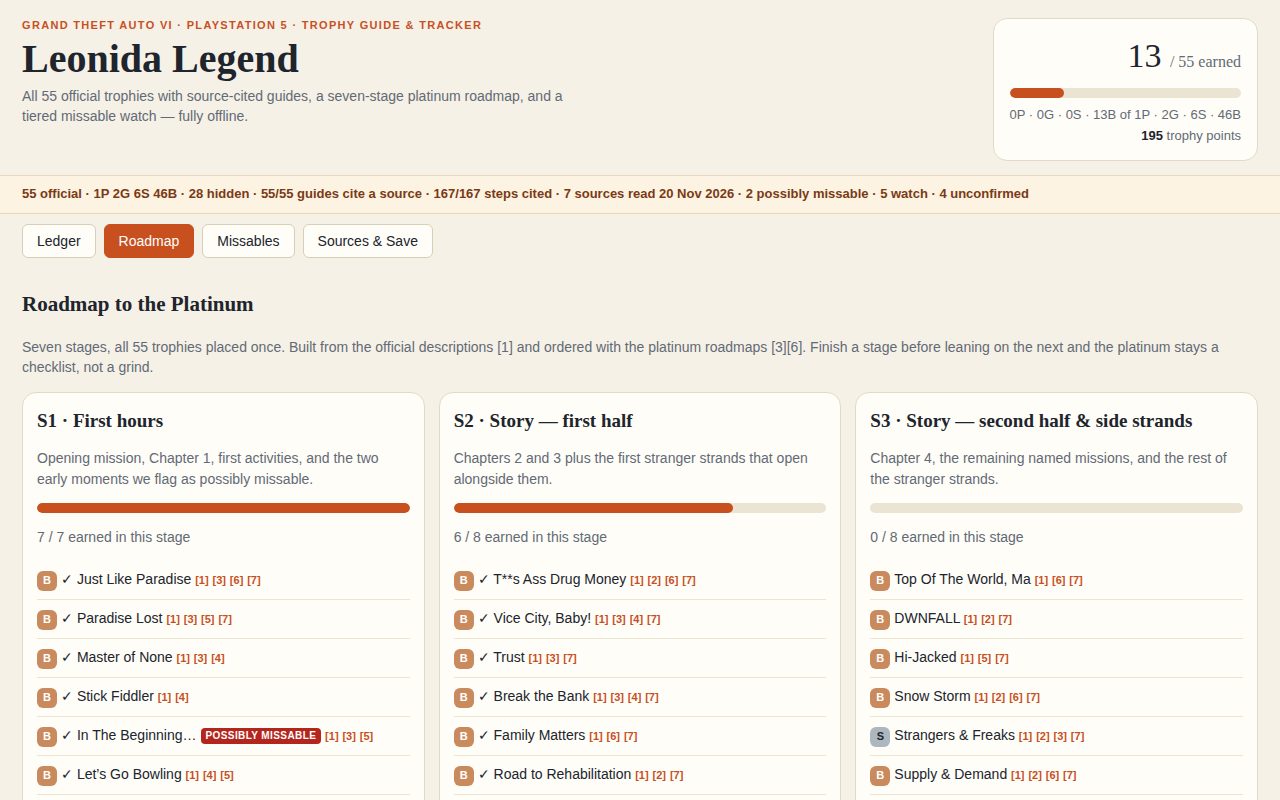 GRAND THEFT AUTO VI · PLAYSTATION 5 · TROPHY GUIDE & TRACKER
Leonida Legend
All 55 official trophies with source-cited guides, a seven-stage platinum roadmap, and a
tiered missable watch — fully offline.
13 / 55 earned
0P · 0G · 0S · 13B of 1P · 2G · 6S · 46B
195 trophy points
55 official · 1P 2G 6S 46B · 28 hidden · 55/55 guides cite a source · 167/167 steps cited · 7 sources read 20 Nov 2026 · 2 possibly missable · 5 watch · 4 unconfirmed
Ledger
Roadmap
Missables
Sources & Save
Roadmap to the Platinum
Seven stages, all 55 trophies placed once. Built from the official descriptions [1] and ordered with the platinum roadmaps [3][6]. Finish a stage before leaning on the next and the platinum stays a
checklist, not a grind.
S1 · First hours
Opening mission, Chapter 1, first activities, and the two
early moments we flag as possibly missable.
7 / 7 earned in this stage
B ✓ Just Like Paradise [1] [3] [6] [7]
B ✓ Paradise Lost [1] [3] [5] [7]
B ✓ Master of None [1] [3] [4]
B ✓ Stick Fiddler [1] [4]
B ✓ In The Beginning… POSSIBLY MISSABLE [1] [3] [5]
B ✓ Let's Go Bowling [1] [4] [5]
S2 · Story — first half
Chapters 2 and 3 plus the first stranger strands that open
alongside them.
6 / 8 earned in this stage
B ✓ T**s Ass Drug Money [1] [2] [6] [7]
B ✓ Vice City, Baby! [1] [3] [4] [7]
B ✓ Trust [1] [3] [7]
B ✓ Break the Bank [1] [3] [4] [7]
B ✓ Family Matters [1] [6] [7]
B ✓ Road to Rehabilitation [1] [2] [7]
S3 · Story — second half & side strands
Chapter 4, the remaining named missions, and the rest of
the stranger strands.
0 / 8 earned in this stage
B Top Of The World, Ma [1] [6] [7]
B DWNFALL [1] [2] [7]
B Hi-Jacked [1] [5] [7]
B Snow Storm [1] [2] [6] [7]
S Strangers & Freaks [1] [2] [3] [7]
B Supply & Demand [1] [2] [6] [7]